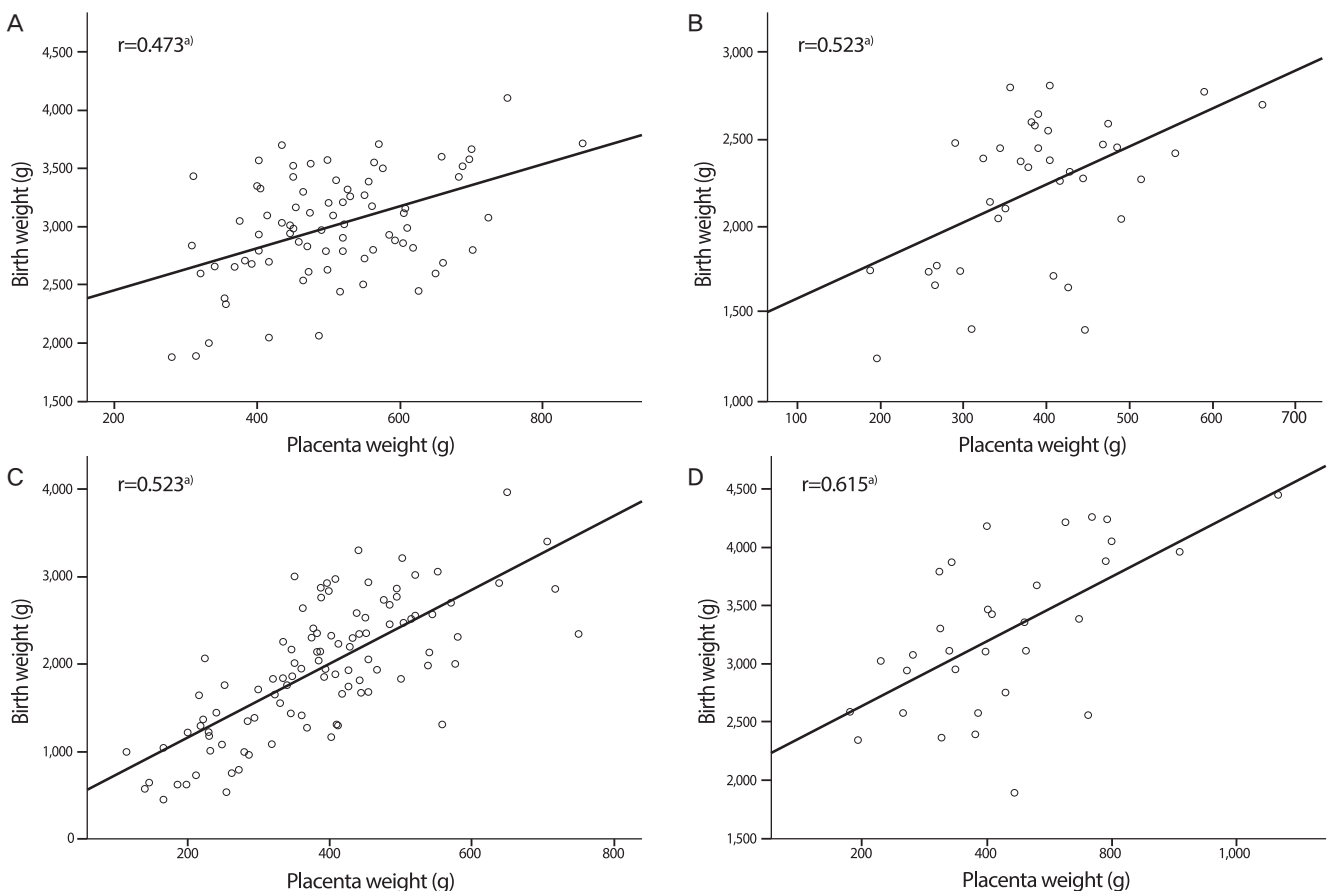 A
r=0.473a)
4,500
4,000
3,500
3,000
2,500
2,000
1,500
Birth weight (g)
200 400 600 800
Placenta weight (g)
B
r=0.523a)
3,000
2,500
2,000
1,500
1,000
Birth weight (g)
100 200 300 400 500 600 700
Placenta weight (g)
C
r=0.523a)
4,000
3,000
2,000
1,000
0
Birth weight (g)
200 400 600 800
Placenta weight (g)
D
r=0.615a)
4,500
4,000
3,500
3,000
2,500
2,000
1,500
Birth weight (g)
200 400 800 1,000
Placenta weight (g)